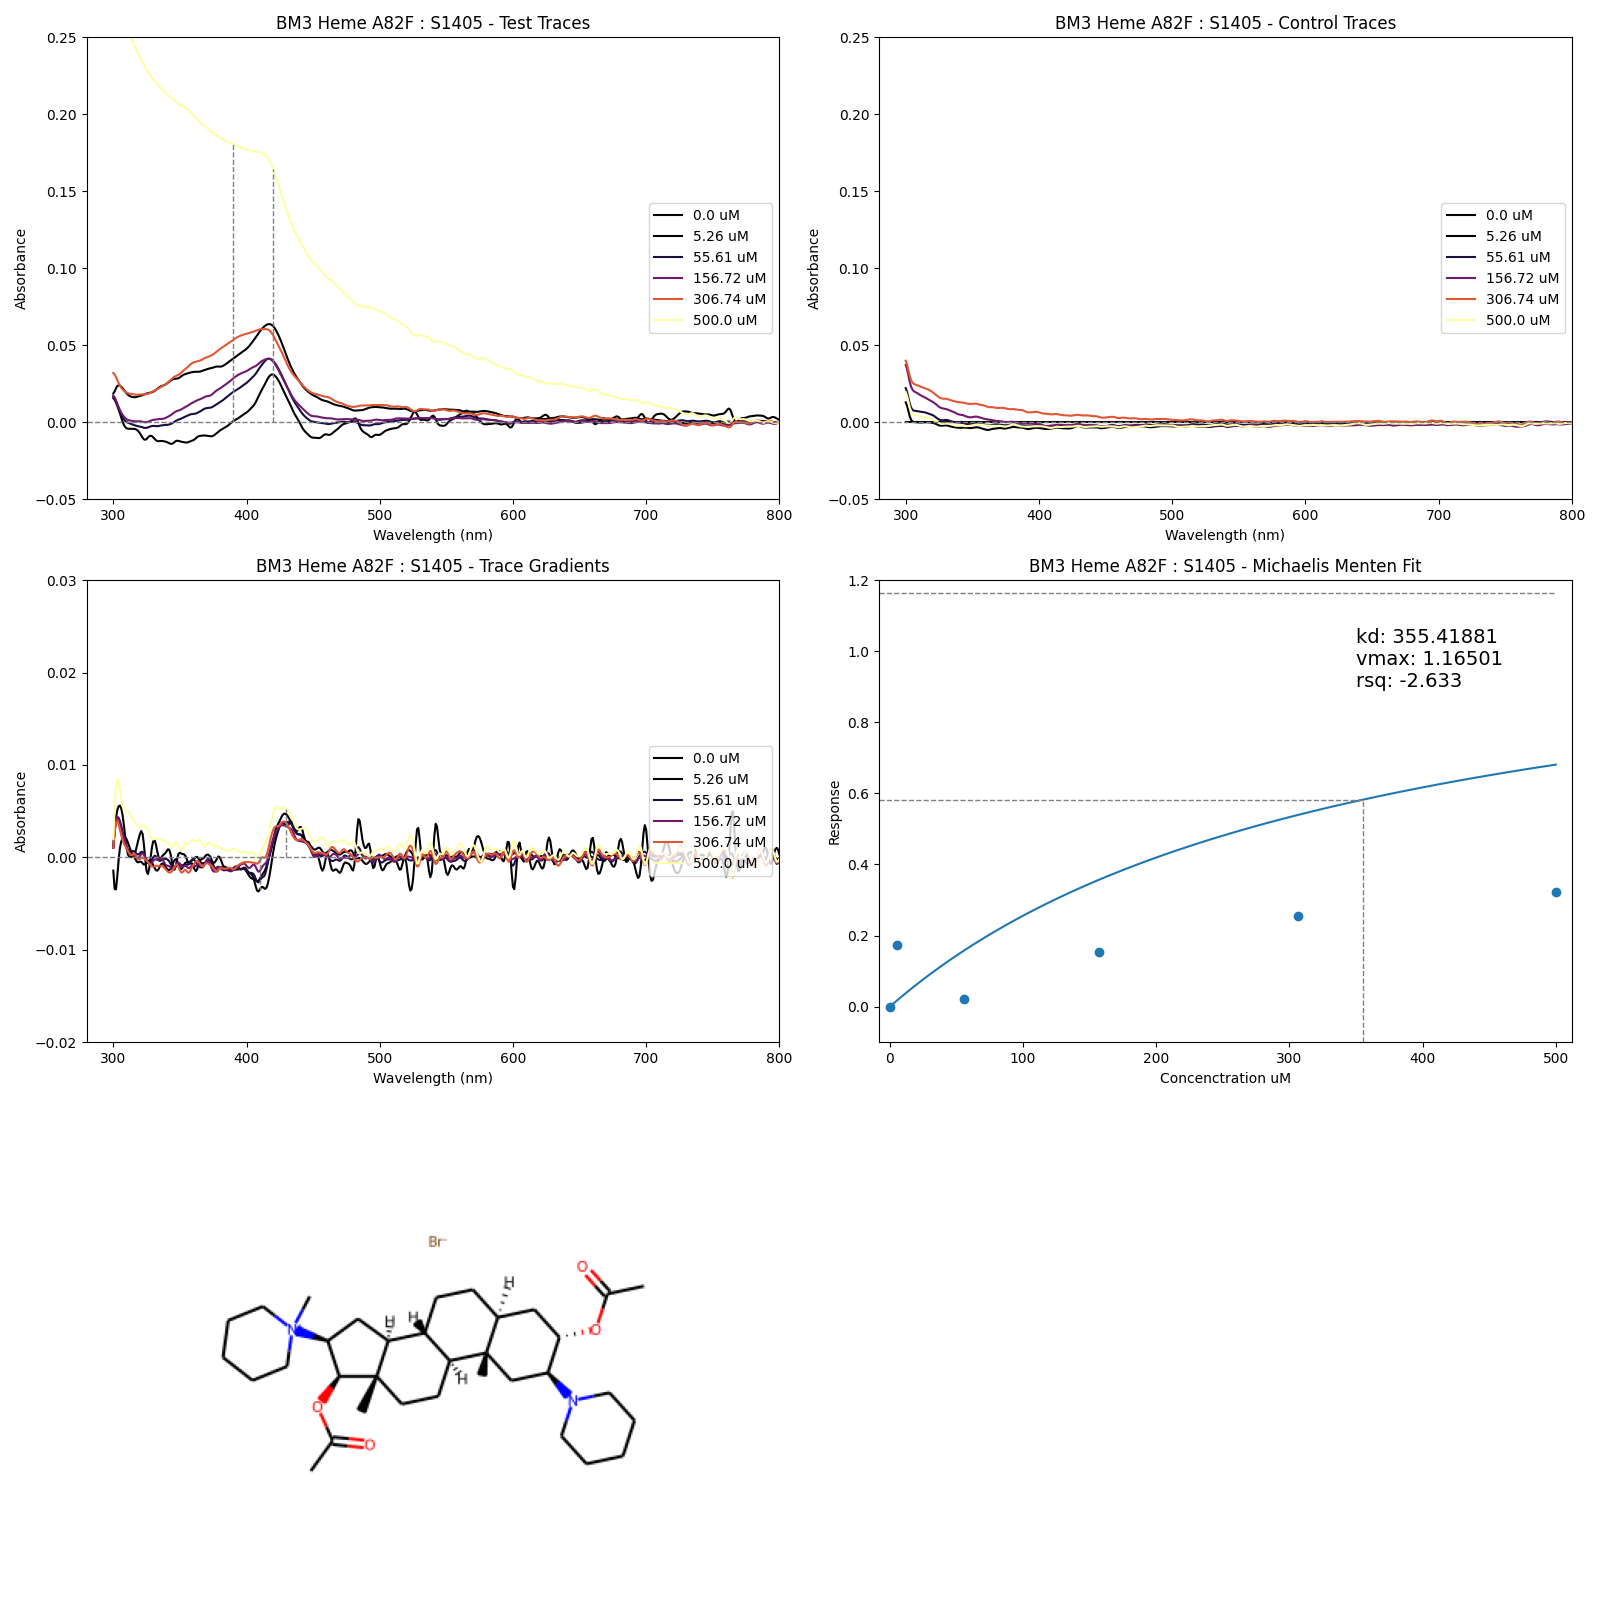 BM3 Heme A82F : S1405 - Test Traces
Absorbance
0.25
0.20
0.15
0.10
0.05
0.00
−0.05
300 400 500 600 700 800
Wavelength (nm)
0.0 uM
5.26 uM
55.61 uM
156.72 uM
306.74 uM
500.0 uM
BM3 Heme A82F : S1405 - Control Traces
Absorbance
0.25
0.20
0.15
0.10
0.05
0.00
−0.05
300 400 500 600 700 800
Wavelength (nm)
0.0 uM
5.26 uM
55.61 uM
156.72 uM
306.74 uM
500.0 uM
BM3 Heme A82F : S1405 - Trace Gradients
Absorbance
0.03
0.02
0.01
0.00
−0.01
−0.02
300 400 500 600 700 800
Wavelength (nm)
0.0 uM
5.26 uM
55.61 uM
156.72 uM
306.74 uM
500.0 uM
BM3 Heme A82F : S1405 - Michaelis Menten Fit
Response
1.2
1.0
0.8
0.6
0.4
0.2
0.0
0 100 200 300 400 500
Concenctration uM
kd: 355.41881
vmax: 1.16501
rsq: -2.633
Br⁻
O
H
H
H
N
O
H
N
O
O